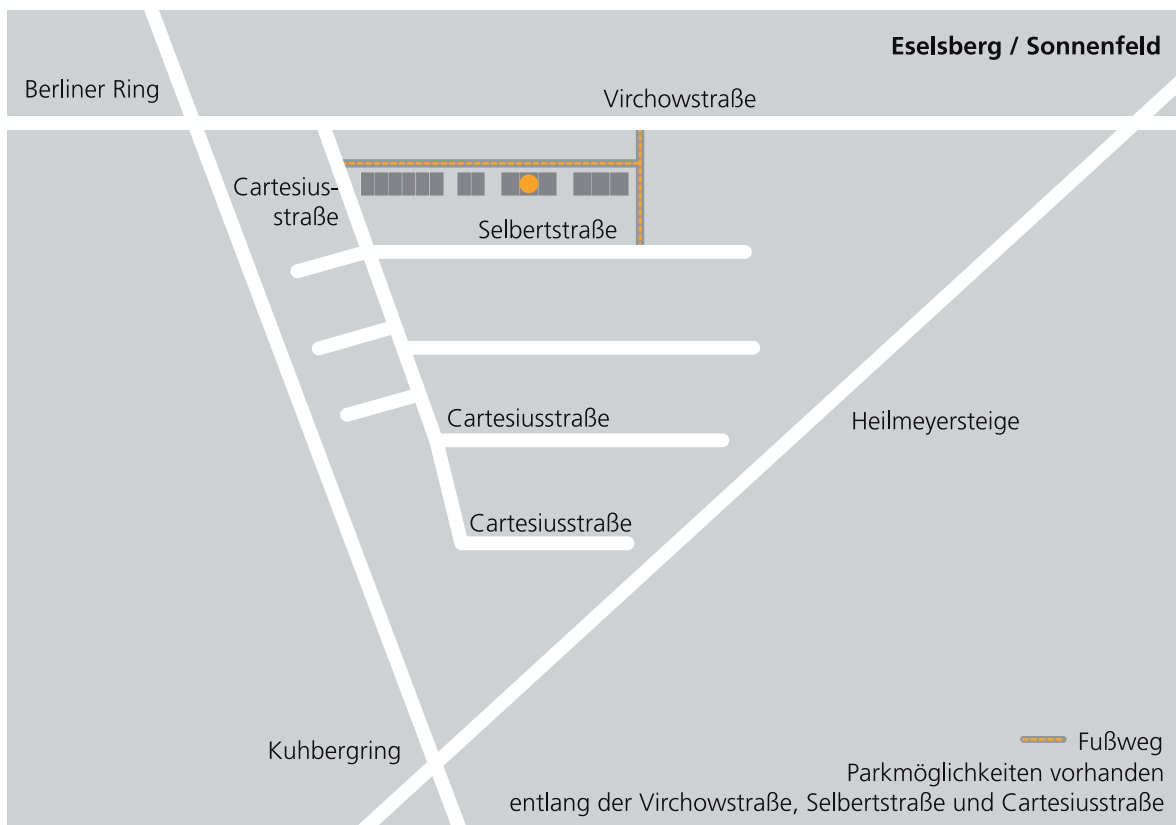 Eselsberg / Sonnenfeld
Berliner Ring
Virchowstraße
Cartesius-
straße
Selbertstraße
Cartesiusstraße
Heilmeyersteige
Cartesiusstraße
Kuhbergring
Fußweg
Parkmöglichkeiten vorhanden
entlang der Virchowstraße, Selbertstraße und Cartesiusstraße